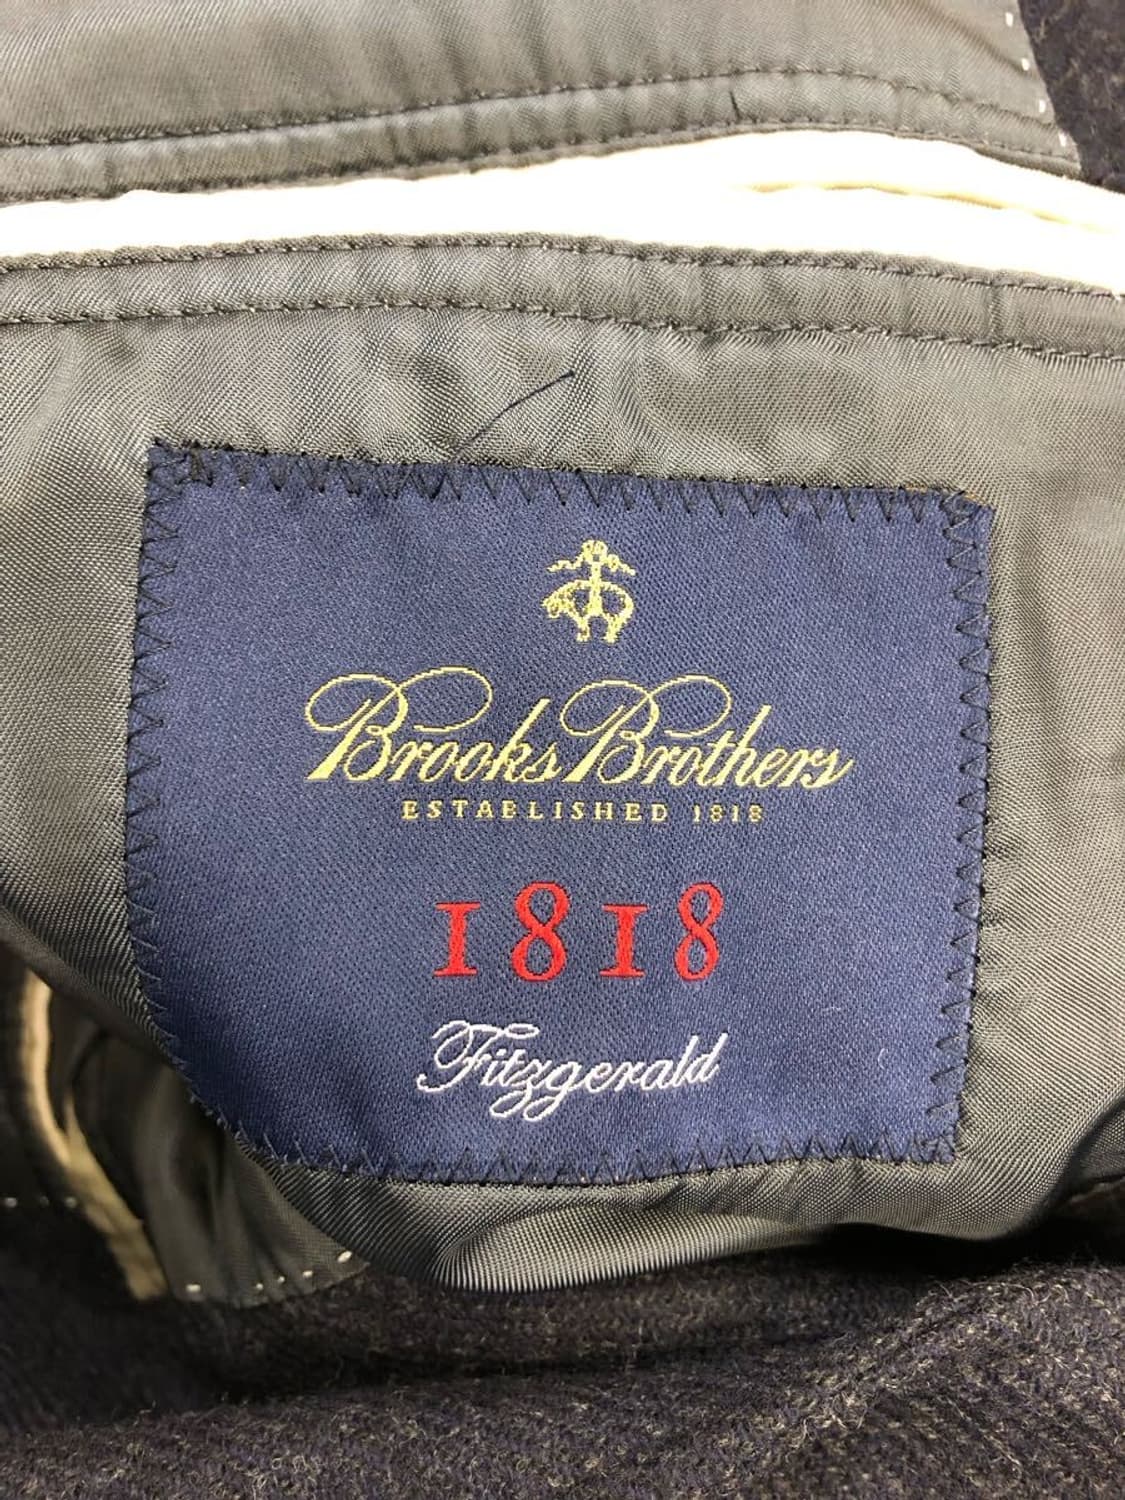 Brooks Brothers
ESTABLISHED 1818
1818
Fitzgerald